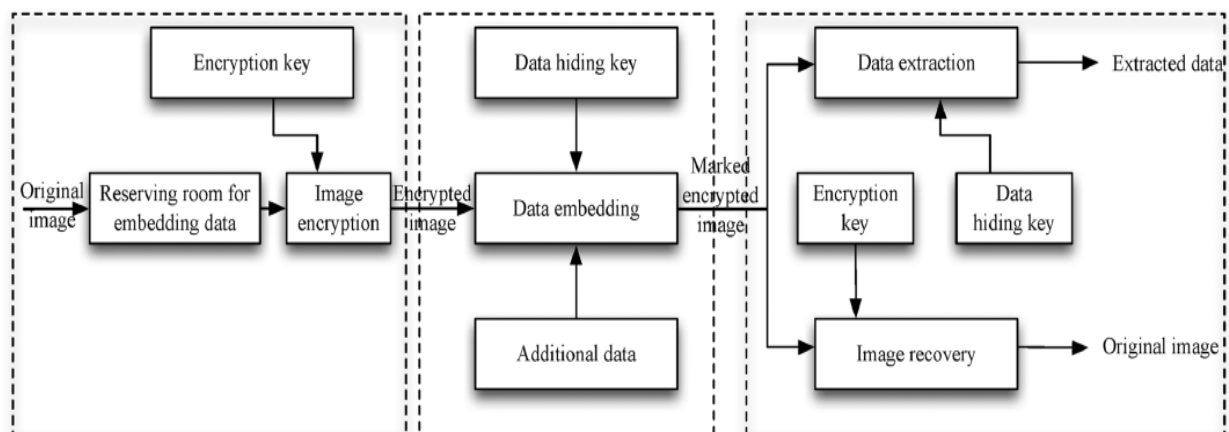 Encryption key
Original
image
Reserving room for
embedding data
Image
encryption
Encrypted
image
Data hiding key
Data embedding
Additional data
Marked
encrypted
image
Data extraction
Extracted data
Encryption
key
Data
hiding key
Image recovery
Original image